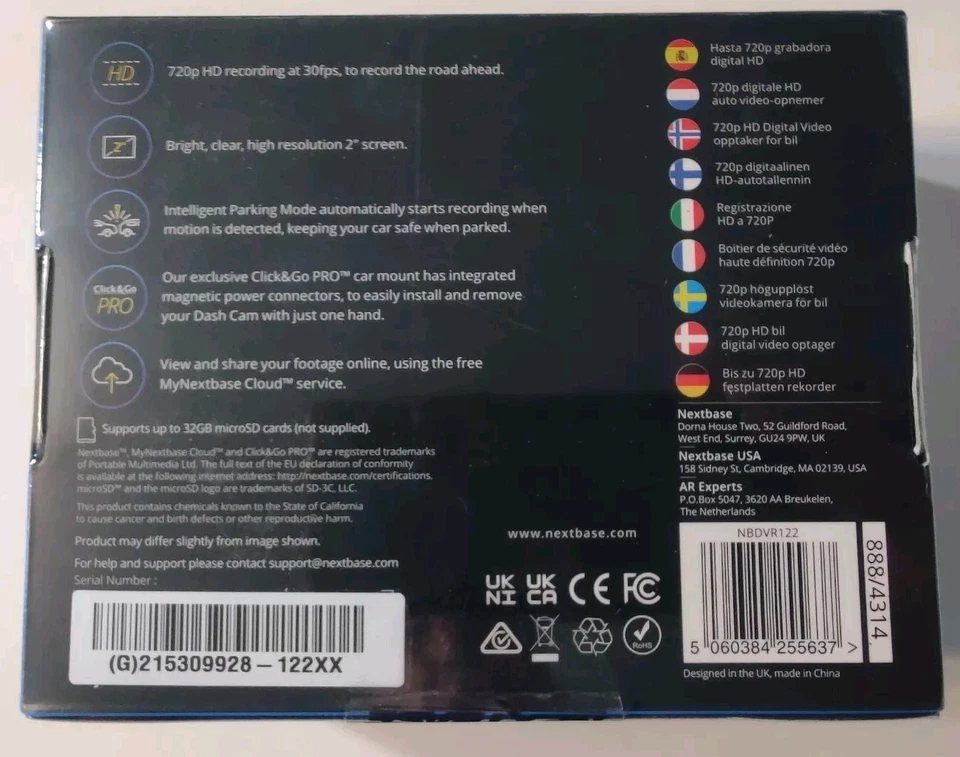 HD
720p HD recording at 30fps, to record the road ahead.
2"
Bright, clear, high resolution 2" screen.
Intelligent Parking Mode automatically starts recording when
motion is detected, keeping your car safe when parked.
Click&Go
PRO
Our exclusive Click&Go PRO™ car mount has integrated
magnetic power connectors, to easily install and remove
your Dash Cam with just one hand.
View and share your footage online, using the free
MyNextbase Cloud™ service.
Supports up to 32GB microSD cards (not supplied).
Nextbase™, MyNextbase Cloud™ and Click&Go PRO™ are registered trademarks
of Portable Multimedia Ltd. The full text of the EU declaration of conformity
is available at the following internet address: http://nextbase.com/certifications.
microSD™ and the microSD logo are trademarks of SD-3C, LLC.
This product contains chemicals known to the State of California
to cause cancer and birth defects or other reproductive harm.
Product may differ slightly from image shown.
For help and support please contact support@nextbase.com
Serial Number :
(G)215309928 – 122XX
www.nextbase.com
UK
NI
UK
CA
CE
FC
RoHS
Hasta 720p grabadora
digital HD
720p digitale HD
auto video-opnemer
720p HD Digital Video
opptaker for bil
720p digitaalinen
HD-autotallennin
Registrazione
HD a 720P
Boitier de sécurité vidéo
haute définition 720p
720p högupplöst
videokamera för bil
720p HD bil
digital video optager
Bis zu 720p HD
festplatten rekorder
Nextbase
Dorna House Two, 52 Guildford Road,
West End, Surrey, GU24 9PW, UK
Nextbase USA
158 Sidney St, Cambridge, MA 02139, USA
AR Experts
P.O.Box 5047, 3620 AA Breukelen,
The Netherlands
NBDVR122
5 060384 255637 >
888/4314
Designed in the UK, made in China